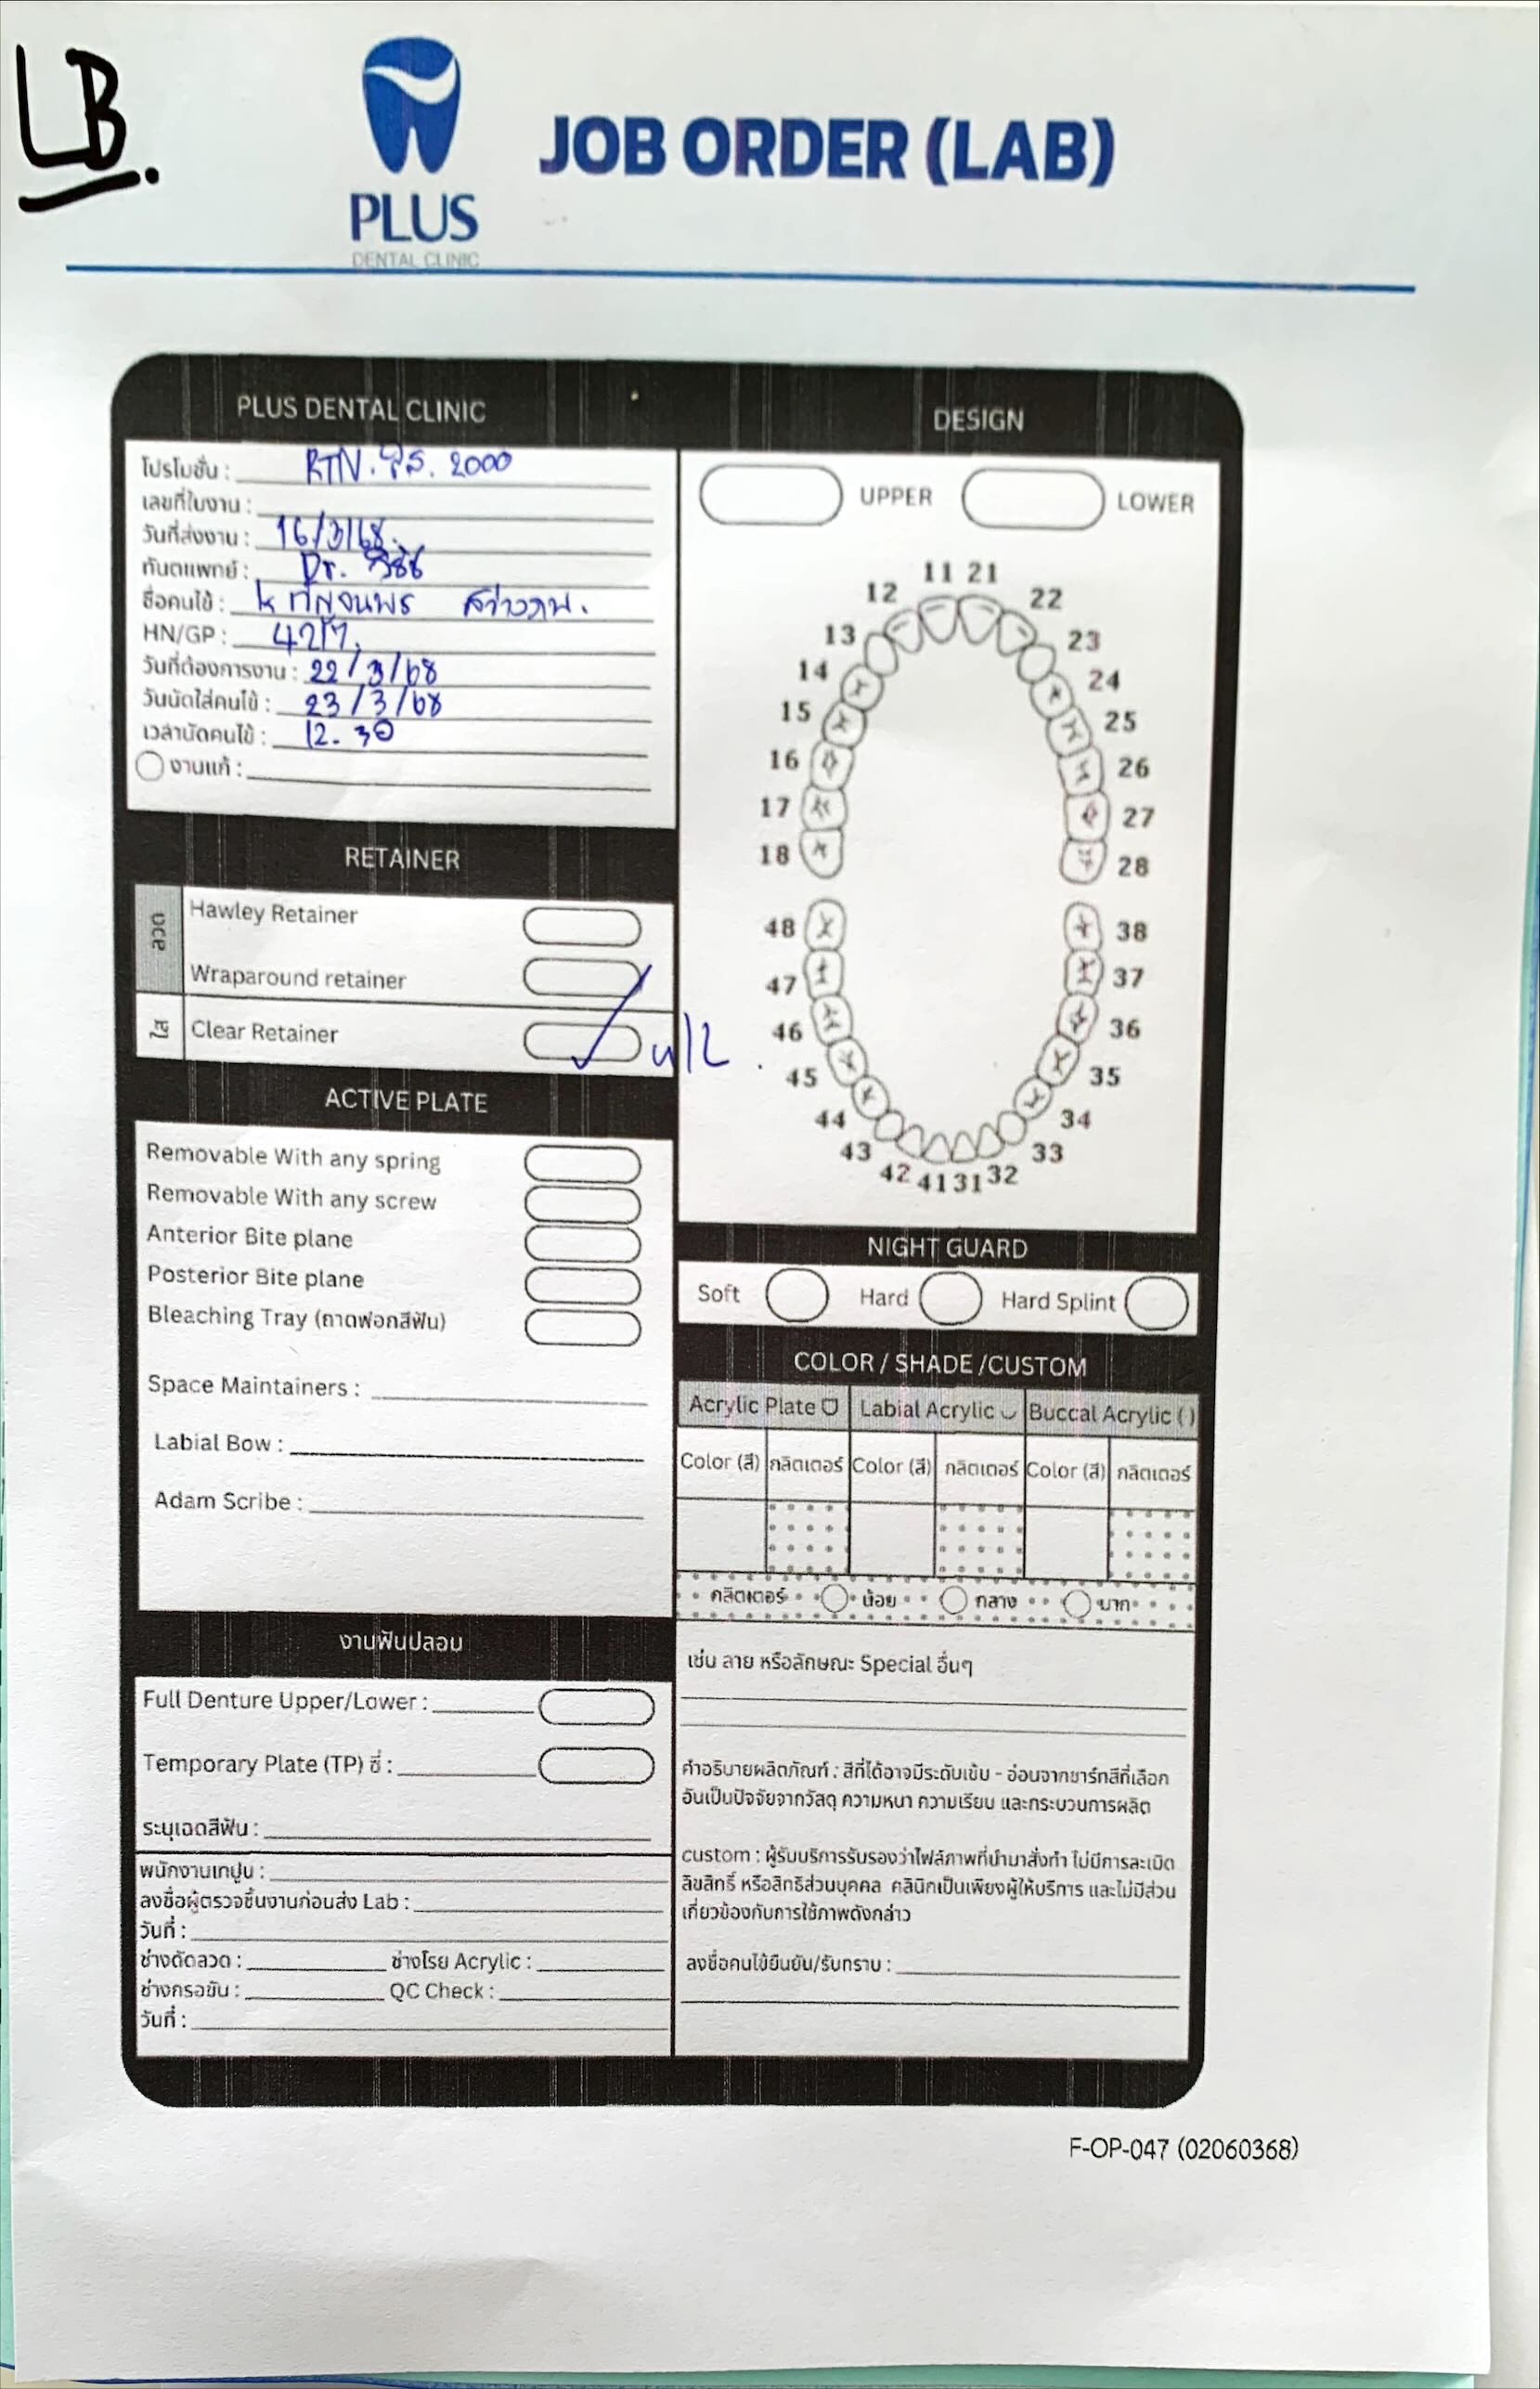 LB.
PLUS
DENTAL CLINIC
JOB ORDER (LAB)
PLUS DENTAL CLINIC
โปรโมชั่น : RTN. ใส. 2000
เลขที่ใบงาน :
วันที่ส่งงาน : 16/3/68.
ทันตแพทย์ : Dr.
ชื่อคนไข้ : สว่างภพ.
HN/GP :
วันที่ต้องการงาน : 22/3/68
วันนัดใส่คนไข้ : 23/3/68
เวลานัดคนไข้ : 12.30
งานแก้ :
RETAINER
ลวด
Hawley Retainer
Wraparound retainer
ใส
Clear Retainer
u/L.
ACTIVE PLATE
Removable With any spring
Removable With any screw
Anterior Bite plane
Posterior Bite plane
Bleaching Tray (ถาดฟอกสีฟัน)
Space Maintainers :
Labial Bow :
Adam Scribe :
งานฟันปลอม
Full Denture Upper/Lower :
Temporary Plate (TP) ซี่ :
ระบุเฉดสีฟัน :
พนักงานเทปูน :
ลงชื่อผู้ตรวจชิ้นงานก่อนส่ง Lab :
วันที่ :
ช่างดัดลวด : ช่างโรย Acrylic :
ช่างกรอขัน : QC Check :
วันที่ :
DESIGN
UPPER LOWER
11 21
12 22
13 23
14 24
15 25
16 26
17 27
18 28
48 38
47 37
46 36
45 35
44 34
43 33
42 41 31 32
NIGHT GUARD
Soft Hard Hard Splint
COLOR / SHADE /CUSTOM
Acrylic Plate Labial Acrylic Buccal Acrylic ( )
Color (สี) กลิตเตอร์ Color (สี) กลิตเตอร์ Color (สี) กลิตเตอร์
กลิตเตอร์ น้อย กลาง มาก
เช่น ลาย หรือลักษณะ Special อื่นๆ
คำอธิบายผลิตภัณฑ์ : สีที่ได้อาจมีระดับเข้ม - อ่อนจากชาร์ทสีที่เลือก
อันเป็นปัจจัยจากวัสดุ ความหนา ความเรียบ และกระบวนการผลิต
custom : ผู้รับบริการรับรองว่าไฟล์ภาพที่นำมาสั่งทำ ไม่มีการละเมิด
ลิขสิทธิ์ หรือสิทธิส่วนบุคคล คลินิกเป็นเพียงผู้ให้บริการ และไม่มีส่วน
เกี่ยวข้องกับการใช้ภาพดังกล่าว
ลงชื่อคนไข้ยืนยัน/รับทราบ :
F-OP-047 (02060368)